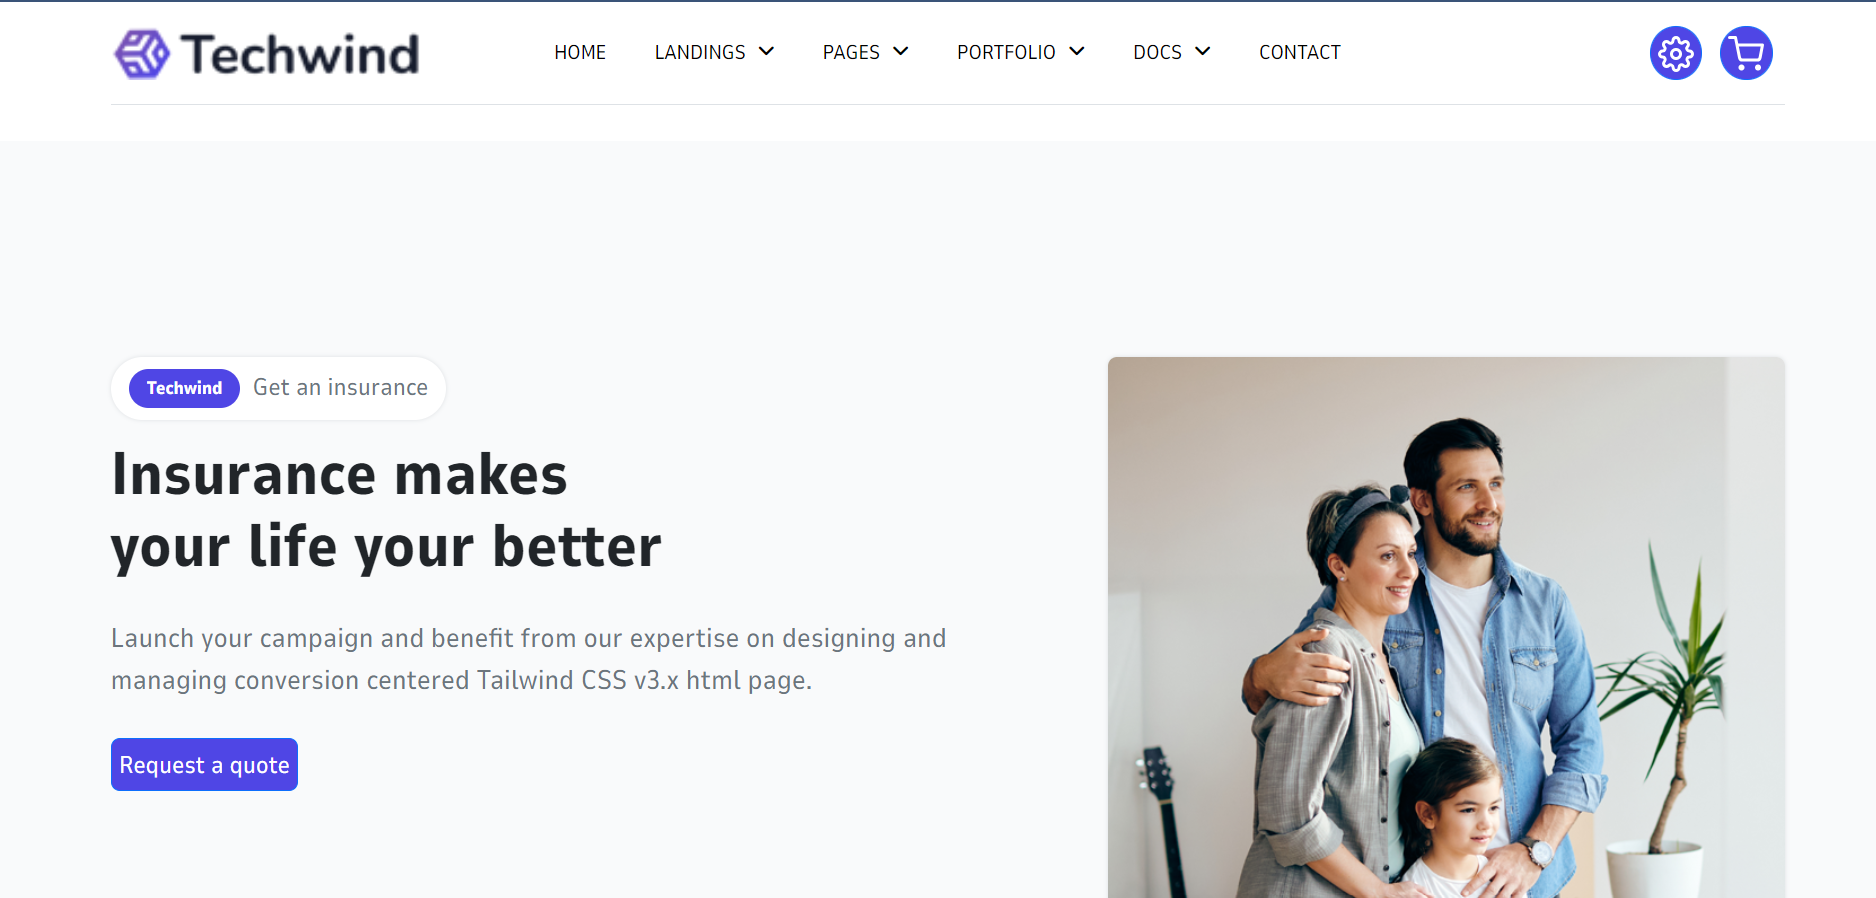 Techwind
HOME LANDINGS PAGES PORTFOLIO DOCS CONTACT
Techwind Get an insurance
Insurance makes
your life your better
Launch your campaign and benefit from our expertise on designing and
managing conversion centered Tailwind CSS v3.x html page.
Request a quote